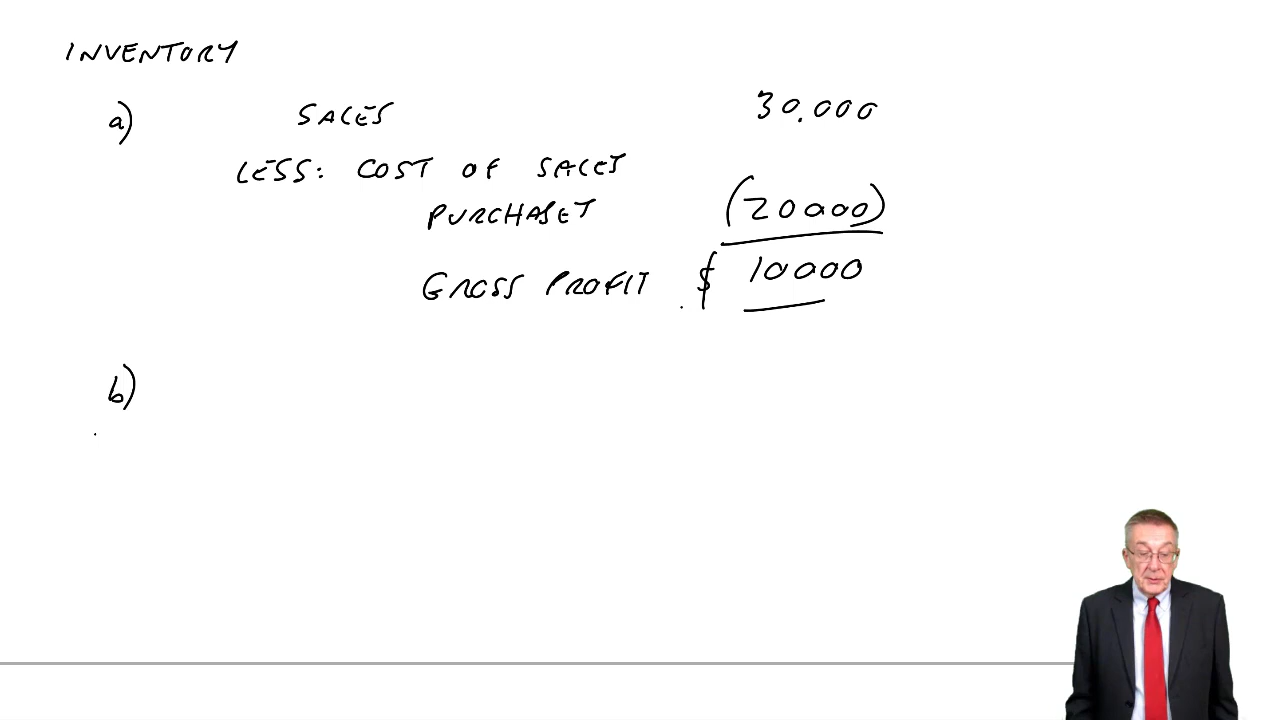 INVENTORY
a) SALES 30,000
LESS: COST OF SALES
PURCHASES (20000)
GROSS PROFIT $ 10000
b)